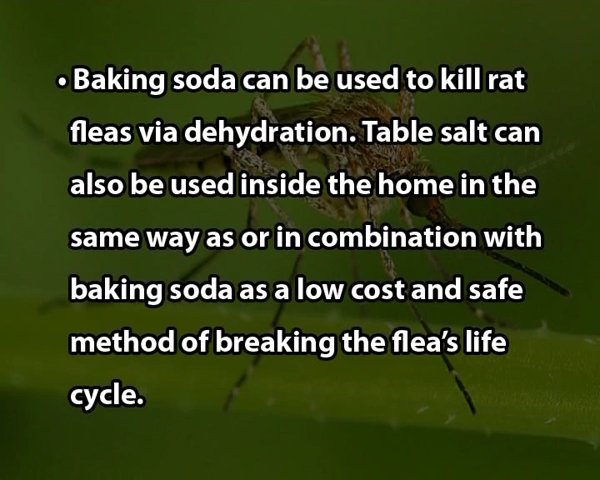 • Baking soda can be used to kill rat
fleas via dehydration. Table salt can
also be used inside the home in the
same way as or in combination with
baking soda as a low cost and safe
method of breaking the flea’s life
cycle.